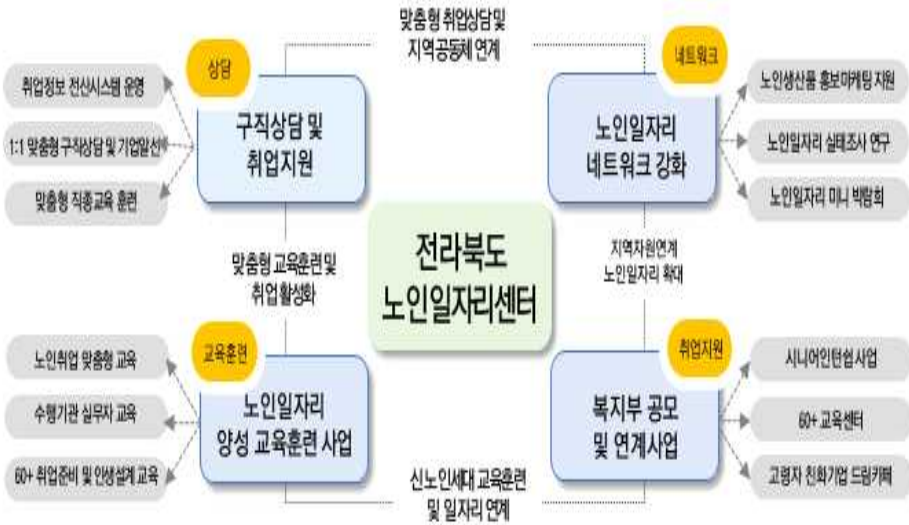 맞춤형 취업상담 및
지역공동체 연계
상담
네트워크
취업정보 전산시스템 운영
1:1 맞춤형 구직상담 및 기업알선
맞춤형 직종교육 훈련
구직상담 및
취업지원
노인일자리
네트워크 강화
노인생산품 홍보마케팅 지원
노인일자리 실태조사 연구
노인일자리 미니 박람회
맞춤형 교육훈련 및
취업 활성화
전라북도
노인일자리센터
지역자원연계
노인일자리 확대
교육훈련
취업지원
노인취업 맞춤형 교육
수행기관 실무자 교육
60+ 취업준비 및 인생설계 교육
노인일자리
양성 교육훈련 사업
복지부 공모
및 연계사업
시니어인턴쉽 사업
60+ 교육센터
고령자 친화기업 드림카페
신노인세대 교육훈련
및 일자리 연계